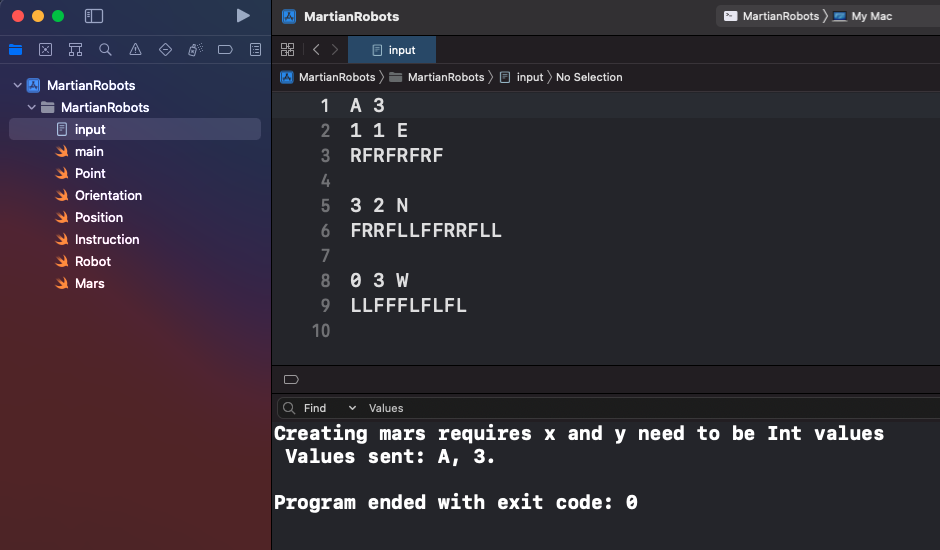 MartianRobots
MartianRobots
My Mac
input
MartianRobots
MartianRobots
input
No Selection
MartianRobots
MartianRobots
input
main
Point
Orientation
Position
Instruction
Robot
Mars
1 A 3
2 1 1 E
3 RFRFRFRF
4
5 3 2 N
6 FRRFLLFFRRFLL
7
8 0 3 W
9 LLFFFLFLFL
10
Find
Values
Creating mars requires x and y need to be Int values
Values sent: A, 3.
Program ended with exit code: 0